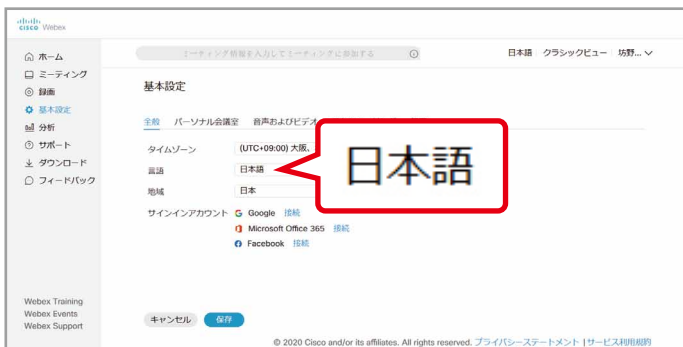 cisco Webex
ミーティング情報を入力してミーティングに参加する
日本語 クラシックビュー 坊野...
ホーム
ミーティング
録画
基本設定
分析
サポート
ダウンロード
フィードバック
基本設定
全般 パーソナル会議室 音声およびビデオ
タイムゾーン (UTC+09:00) 大阪、
言語 日本語
日本語
地域 日本
サインインアカウント Google 接続
Microsoft Office 365 接続
Facebook 接続
Webex Training
Webex Events
Webex Support
キャンセル 保存
© 2020 Cisco and/or its affiliates. All rights reserved. プライバシーステートメント | サービス利用規約